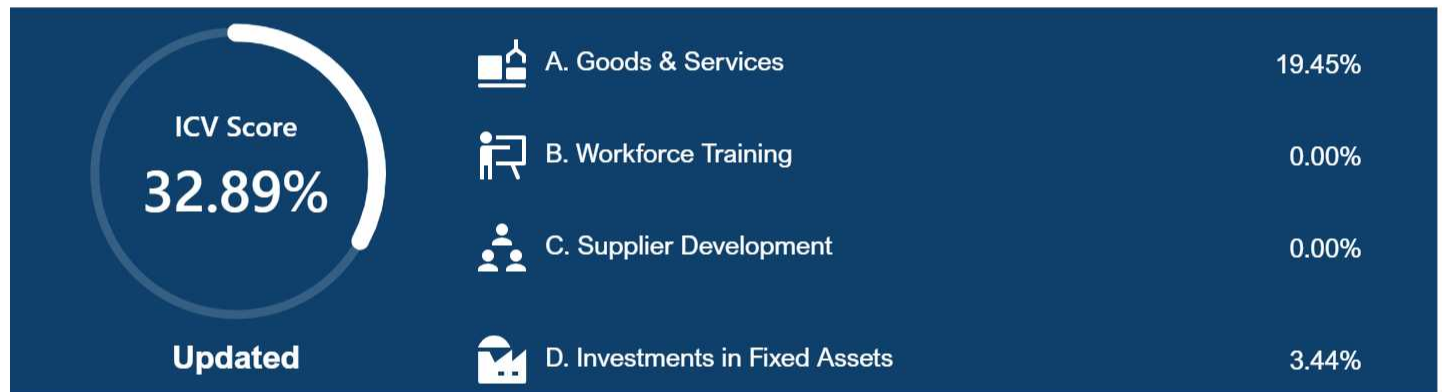 ICV Score
32.89%
Updated
A. Goods & Services 19.45%
B. Workforce Training 0.00%
C. Supplier Development 0.00%
D. Investments in Fixed Assets 3.44%